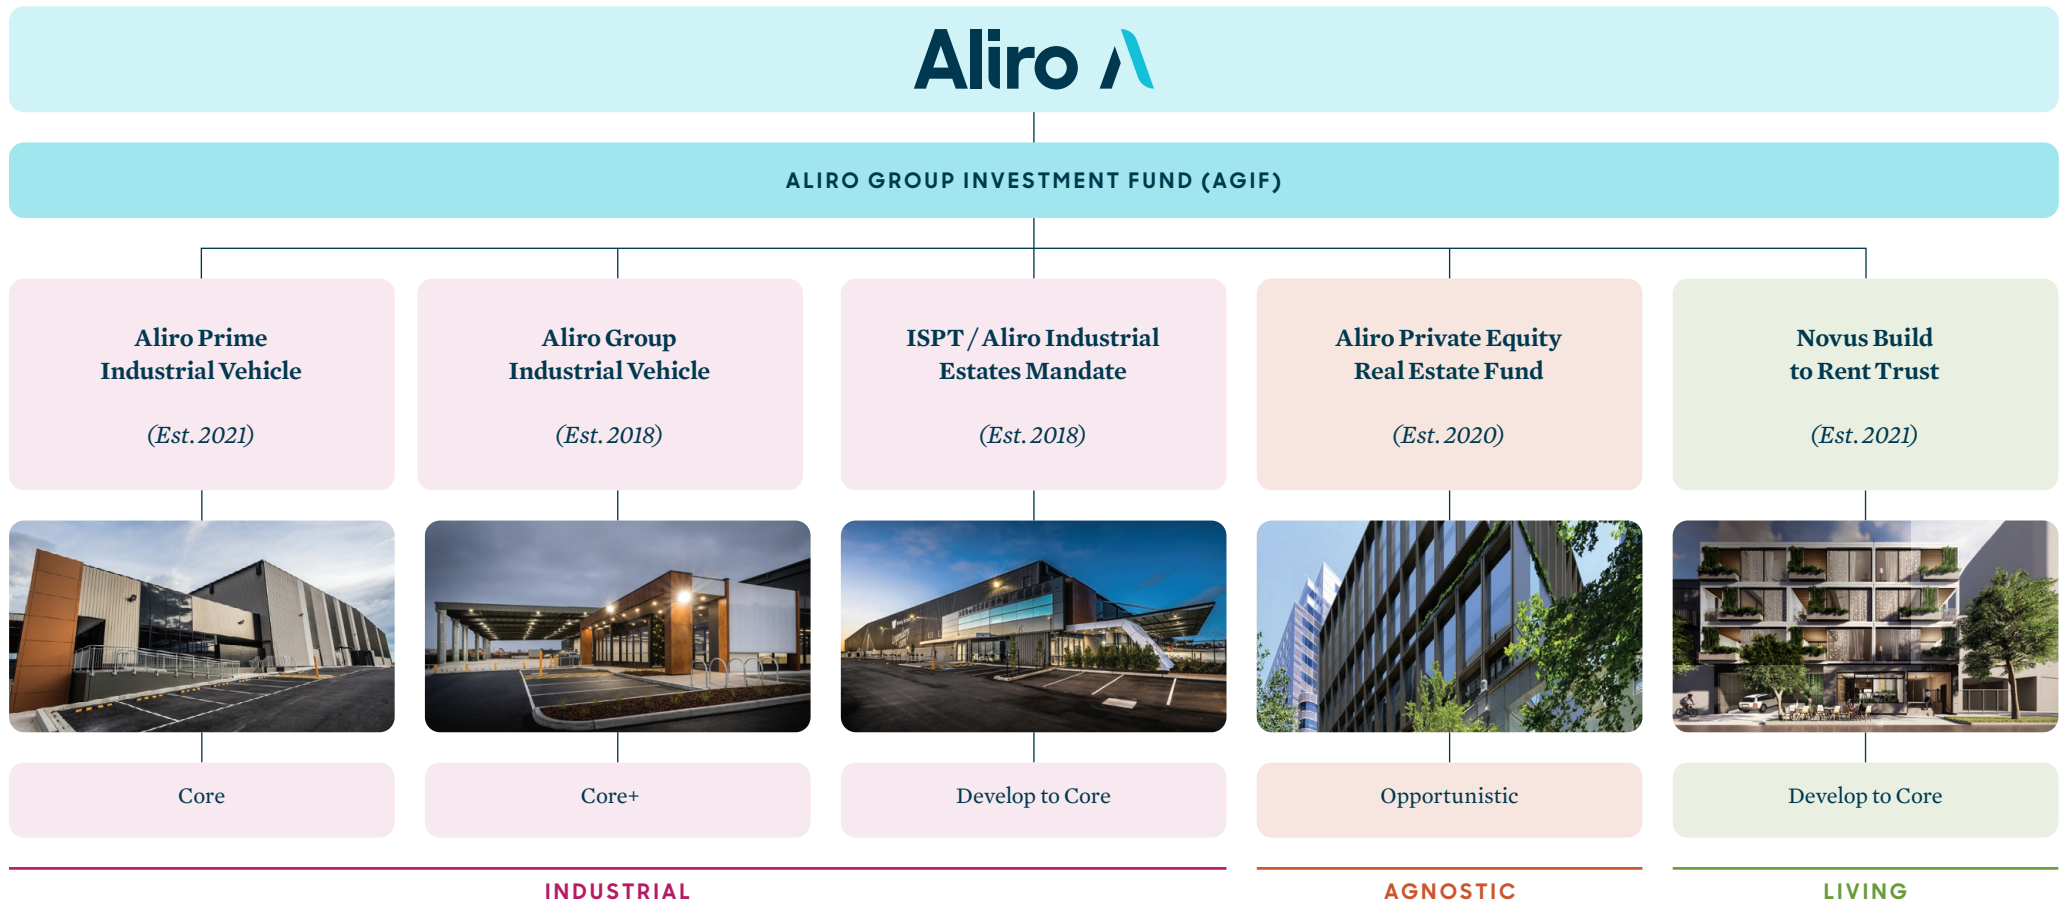 Aliro
ALIRO GROUP INVESTMENT FUND (AGIF)
Aliro Prime
Industrial Vehicle
(Est. 2021)
Aliro Group
Industrial Vehicle
(Est. 2018)
ISPT / Aliro Industrial
Estates Mandate
(Est. 2018)
Aliro Private Equity
Real Estate Fund
(Est. 2020)
Novus Build
to Rent Trust
(Est. 2021)
Core
Core+
Develop to Core
Opportunistic
Develop to Core
INDUSTRIAL
AGNOSTIC
LIVING